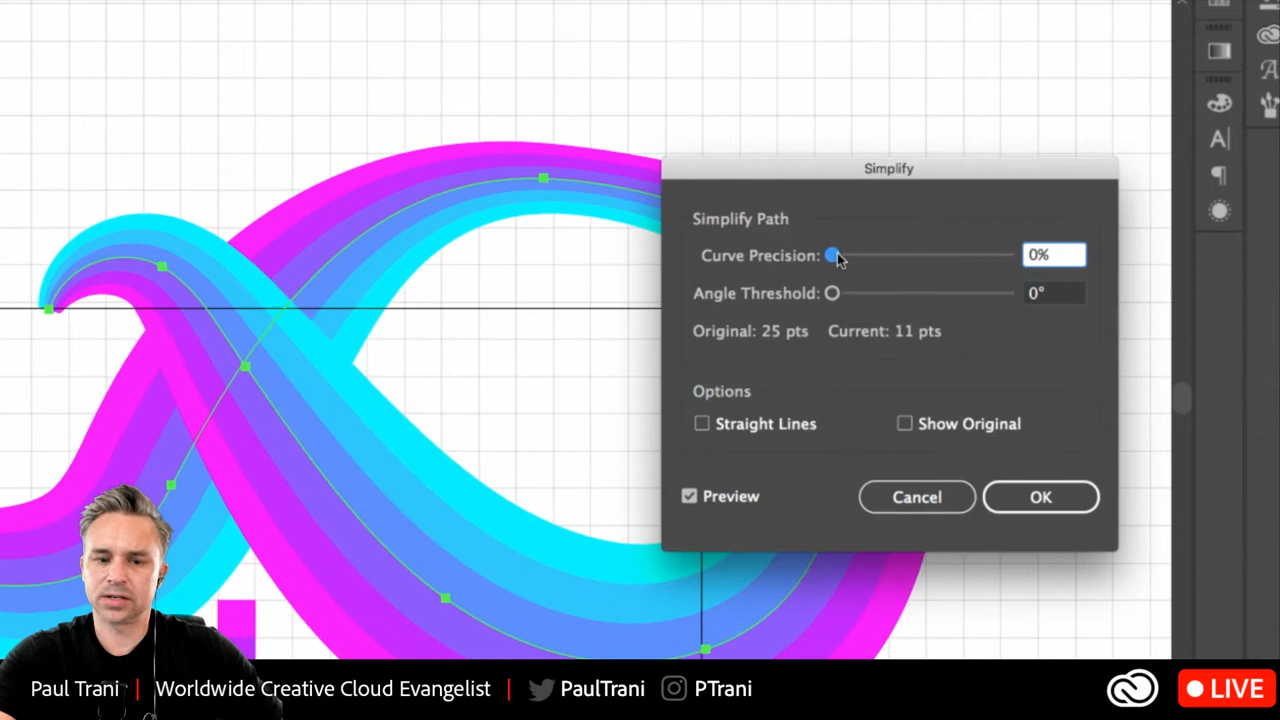 Simplify
Simplify Path
Curve Precision: 0%
Angle Threshold: 0°
Original: 25 pts Current: 11 pts
Options
Straight Lines Show Original
Preview Cancel OK
Paul Trani | Worldwide Creative Cloud Evangelist | PaulTrani PTrani LIVE